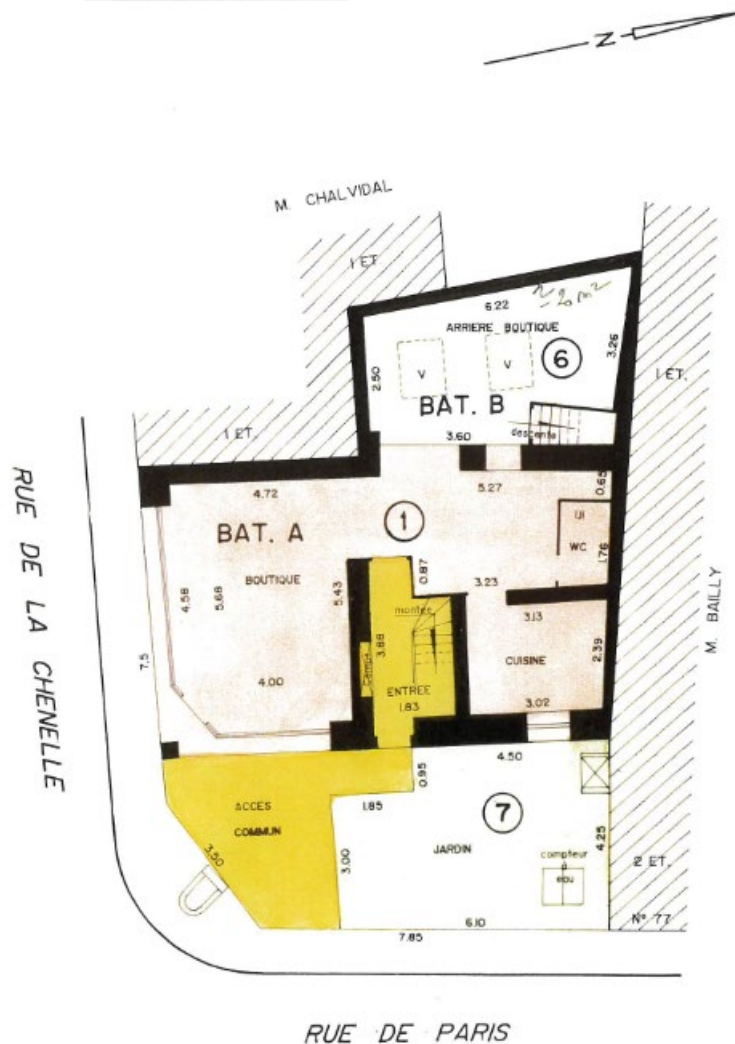 N
M. CHALVIDAL
1 ET
6.22
20 m²
ARRIERE BOUTIQUE
6
3.26
2.50
V
V
BAT. B
1 ET.
1 ET.
3.60
descente
4.72
5.27
0.65
BAT. A
1
WC
1.76
BOUTIQUE
4.58
5.68
5.43
0.87
3.23
montée
3.13
3.88
CUISINE
2.39
7.5
4.00
ENTREE
1.83
3.02
M. BAILLY
RUE DE LA CHENELLE
4.50
0.95
ACCES
COMMUN
1.85
7
3.50
3.00
JARDIN
4.25
compteur
à
eau
2 ET.
6.10
N° 77
7.85
RUE DE PARIS